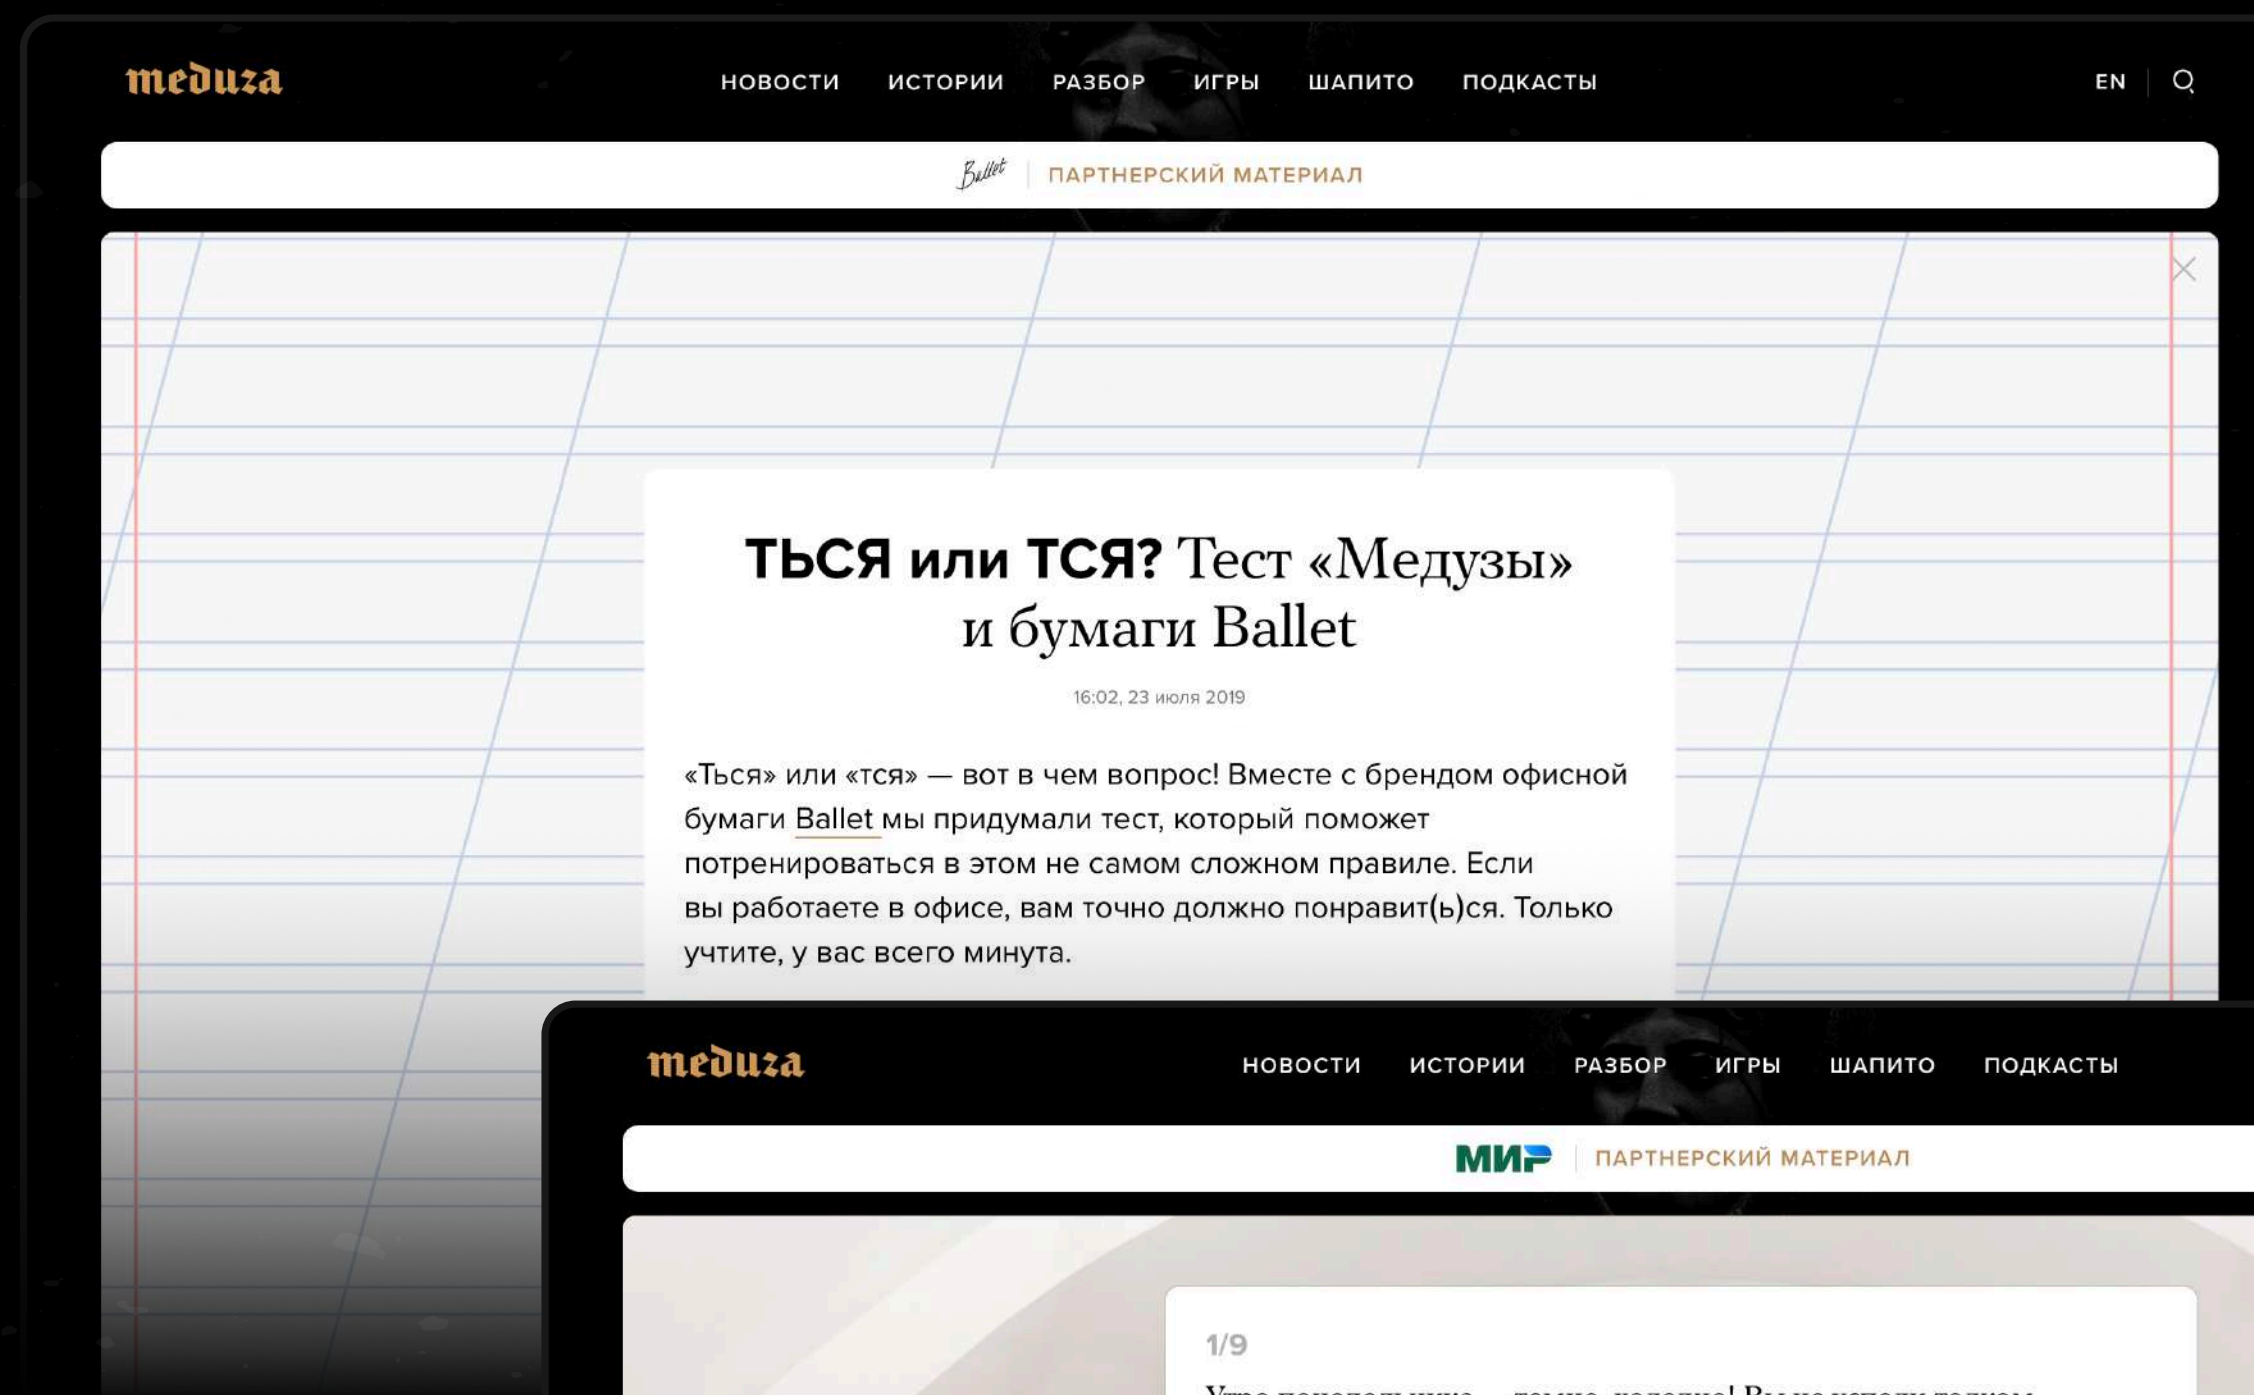 meduza
НОВОСТИ ИСТОРИИ РАЗБОР ИГРЫ ШАПИТО ПОДКАСТЫ
EN
Ballet ПАРТНЕРСКИЙ МАТЕРИАЛ
ТЬСЯ или ТСЯ? Тест «Медузы»
и бумаги Ballet
16:02, 23 июля 2019
«Ться» или «тся» — вот в чем вопрос! Вместе с брендом офисной
бумаги Ballet мы придумали тест, который поможет
потренироваться в этом не самом сложном правиле. Если
вы работаете в офисе, вам точно должно понравит(ь)ся. Только
учтите, у вас всего минута.
meduza
НОВОСТИ ИСТОРИИ РАЗБОР ИГРЫ ШАПИТО ПОДКАСТЫ
МИР ПАРТНЕРСКИЙ МАТЕРИАЛ
1/9